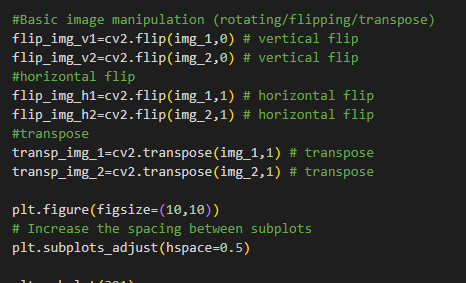 #Basic image manipulation (rotating/flipping/transpose)
flip_img_v1=cv2.flip(img_1,0) # vertical flip
flip_img_v2=cv2.flip(img_2,0) # vertical flip
#horizontal flip
flip_img_h1=cv2.flip(img_1,1) # horizontal flip
flip_img_h2=cv2.flip(img_2,1) # horizontal flip
#transpose
transp_img_1=cv2.transpose(img_1,1) # transpose
transp_img_2=cv2.transpose(img_2,1) # transpose
plt.figure(figsize=(10,10))
# Increase the spacing between subplots
plt.subplots_adjust(hspace=0.5)